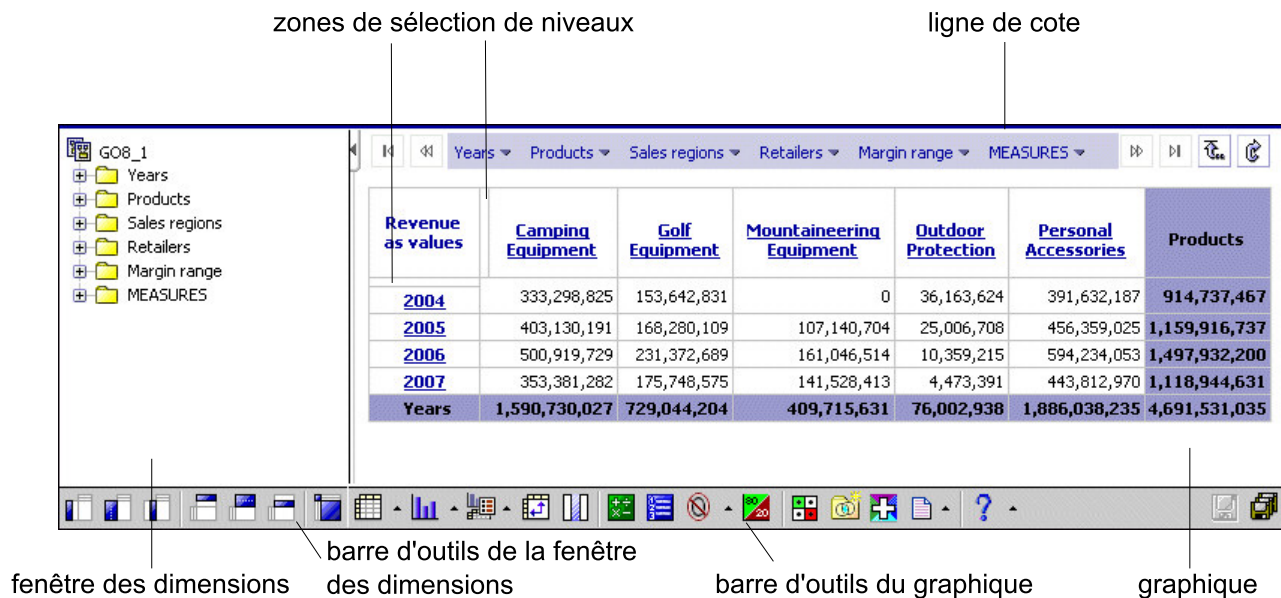 zones de sélection de niveaux ligne de cote
GO8_1
Years
Products
Sales regions
Retailers
Margin range
MEASURES
Years Products Sales regions Retailers Margin range MEASURES
Revenue as values Camping Equipment Golf Equipment Mountaineering Equipment Outdoor Protection Personal Accessories Products
2004 333,298,825 153,642,831 0 36,163,624 391,632,187 914,737,467
2005 403,130,191 168,280,109 107,140,704 25,006,708 456,359,025 1,159,916,737
2006 500,919,729 231,372,689 161,046,514 10,359,215 594,234,053 1,497,932,200
2007 353,381,282 175,748,575 141,528,413 4,473,391 443,812,970 1,118,944,631
Years 1,590,730,027 729,044,204 409,715,631 76,002,938 1,886,038,235 4,691,531,035
80
20
fenêtre des dimensions
barre d'outils de la fenêtre
des dimensions
barre d'outils du graphique
graphique